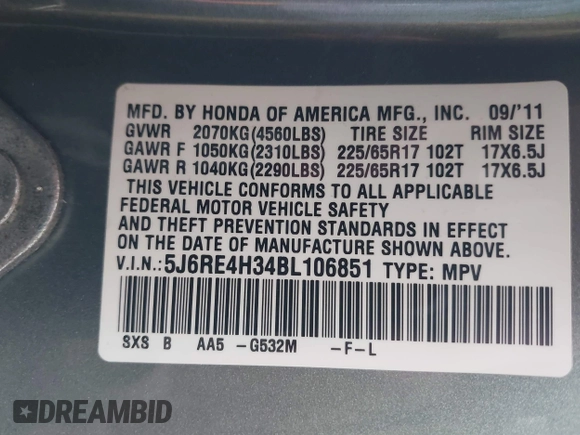 MFD. BY HONDA OF AMERICA MFG., INC. 09/'11
GVWR 2070KG(4560LBS) TIRE SIZE RIM SIZE
GAWR F 1050KG(2310LBS) 225/65R17 102T 17X6.5J
GAWR R 1040KG(2290LBS) 225/65R17 102T 17X6.5J
THIS VEHICLE CONFORMS TO ALL APPLICABLE
FEDERAL MOTOR VEHICLE SAFETY
AND THEFT PREVENTION STANDARDS IN EFFECT
ON THE DATE OF MANUFACTURE SHOWN ABOVE.
V.I.N.:5J6RE4H34BL106851 TYPE: MPV
SXS B AA5 -G532M -F-L
DREAMBID